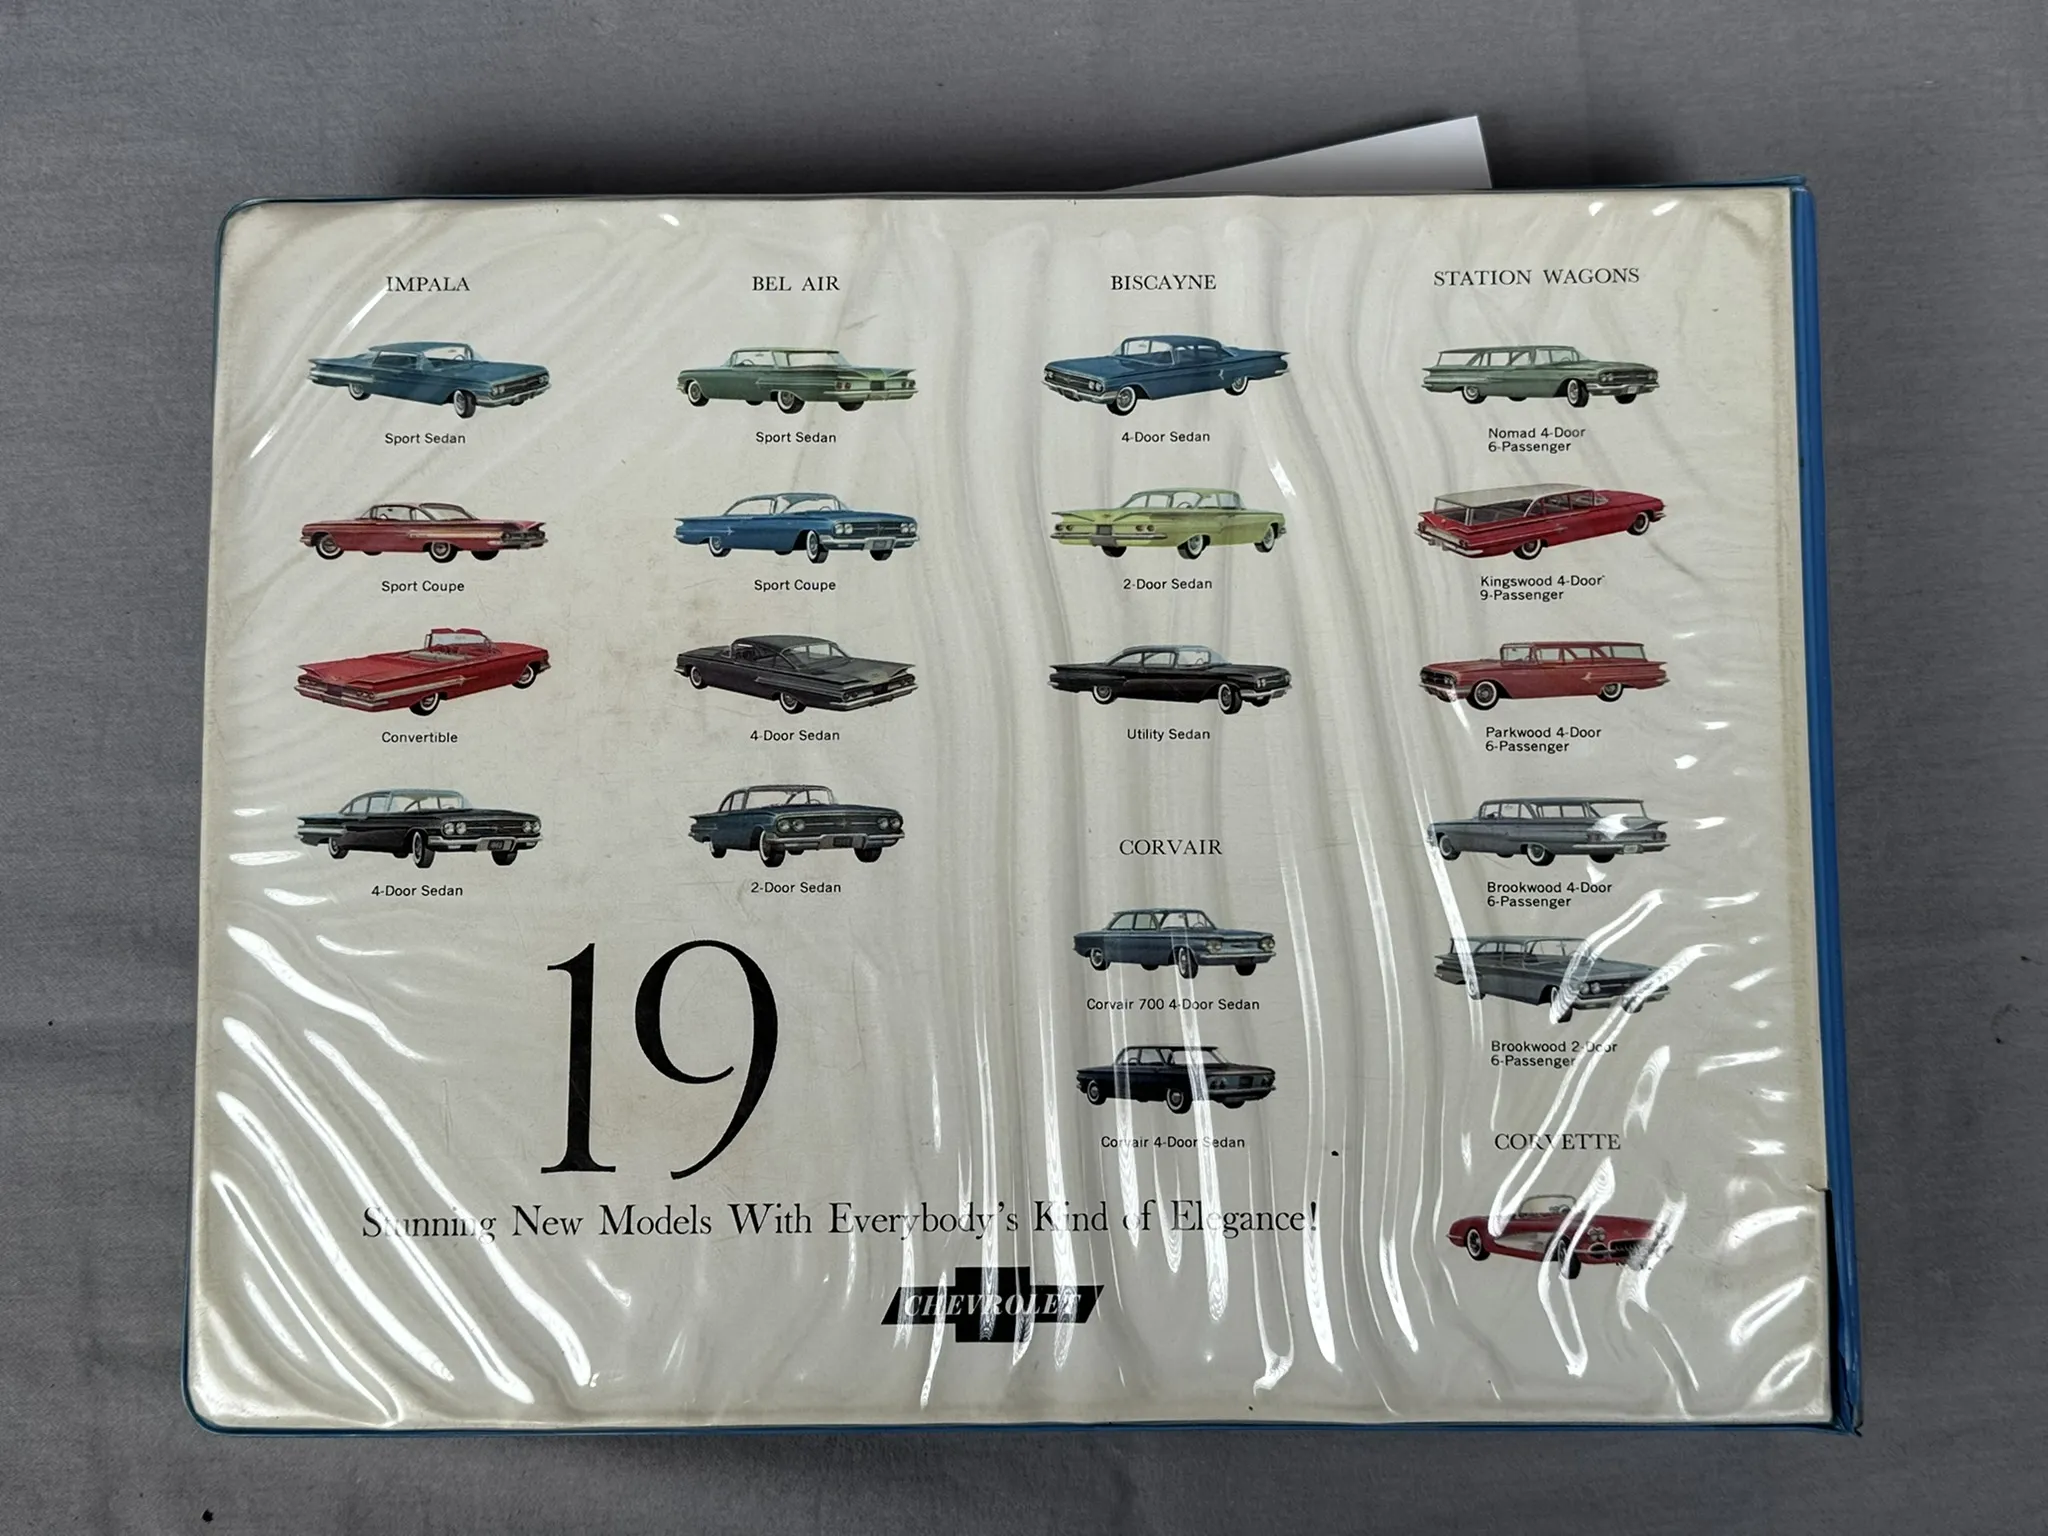 IMPALA
Sport Sedan
Sport Coupe
Convertible
4-Door Sedan
BEL AIR
Sport Sedan
Sport Coupe
4-Door Sedan
2-Door Sedan
BISCAYNE
4-Door Sedan
2-Door Sedan
Utility Sedan
CORVAIR
Corvair 700 4-Door Sedan
Corvair 4-Door Sedan
STATION WAGONS
Nomad 4-Door
6-Passenger
Kingswood 4-Door
9-Passenger
Parkwood 4-Door
6-Passenger
Brookwood 4-Door
6-Passenger
Brookwood 2-Door
6-Passenger
CORVETTE
19
Stunning New Models With Everybody's Kind of Elegance!
CHEVROLET